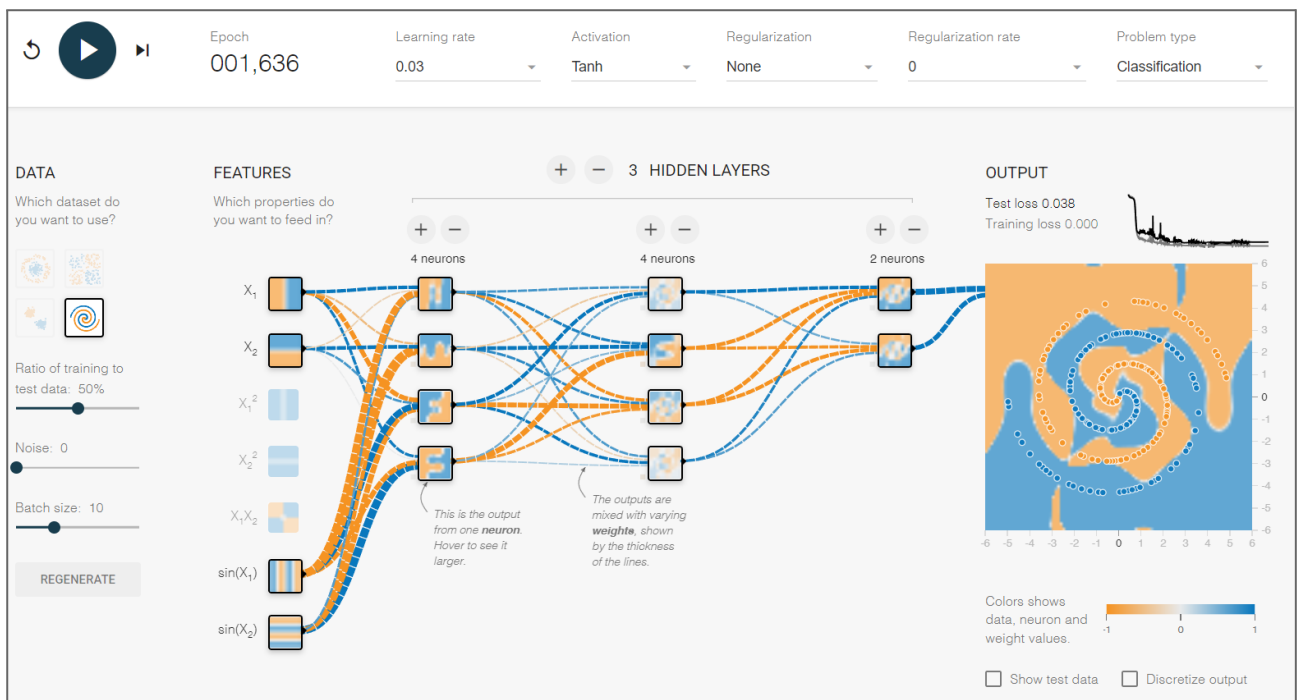 Epoch
001,636
Learning rate
0.03
Activation
Tanh
Regularization
None
Regularization rate
0
Problem type
Classification
DATA
Which dataset do
you want to use?
Ratio of training to
test data: 50%
Noise: 0
Batch size: 10
REGENERATE
FEATURES
Which properties do
you want to feed in?
X₁
X₂
X₁²
X₂²
X₁X₂
sin(X₁)
sin(X₂)
3 HIDDEN LAYERS
4 neurons
4 neurons
2 neurons
This is the output
from one neuron.
Hover to see it
larger.
The outputs are
mixed with varying
weights, shown
by the thickness
of the lines.
OUTPUT
Test loss 0.038
Training loss 0.000
6
5
4
3
2
1
0
-1
-2
-3
-4
-5
-6
-6 -5 -4 -3 -2 -1 0 1 2 3 4 5 6
Colors shows
data, neuron and
weight values.
-1 0 1
Show test data
Discretize output